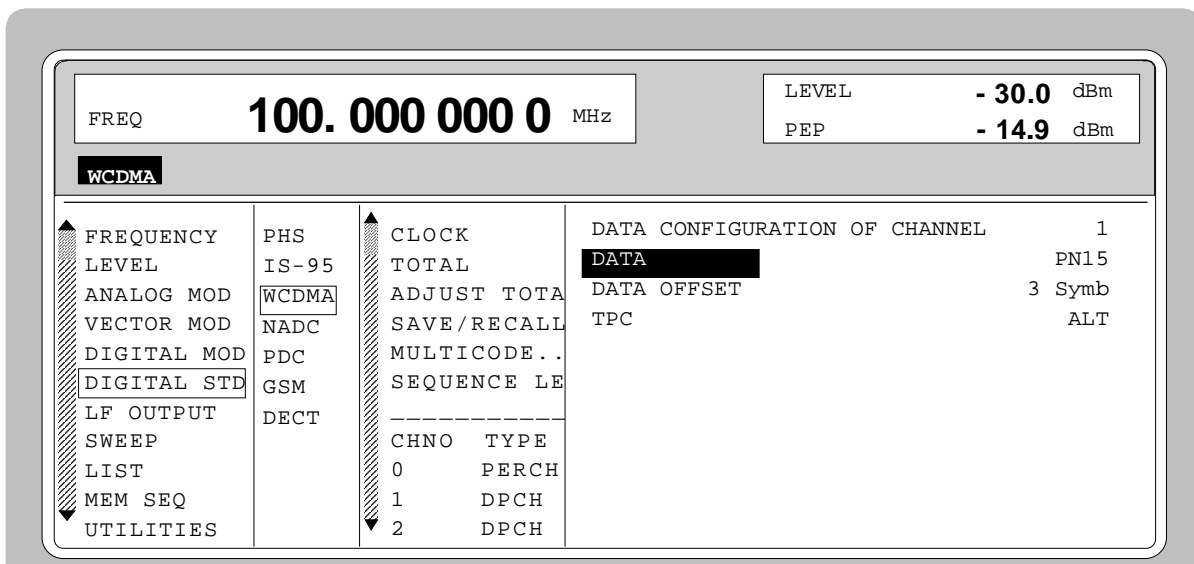 FREQ 100. 000 000 0 MHz
LEVEL - 30.0 dBm
PEP - 14.9 dBm
WCDMA
FREQUENCY
LEVEL
ANALOG MOD
VECTOR MOD
DIGITAL MOD
DIGITAL STD
LF OUTPUT
SWEEP
LIST
MEM SEQ
UTILITIES
PHS
IS-95
WCDMA
NADC
PDC
GSM
DECT
CLOCK
TOTAL
ADJUST TOTA
SAVE/RECALL
MULTICODE..
SEQUENCE LE
___________
CHNO TYPE
0 PERCH
1 DPCH
2 DPCH
DATA CONFIGURATION OF CHANNEL 1
DATA PN15
DATA OFFSET 3 Symb
TPC ALT